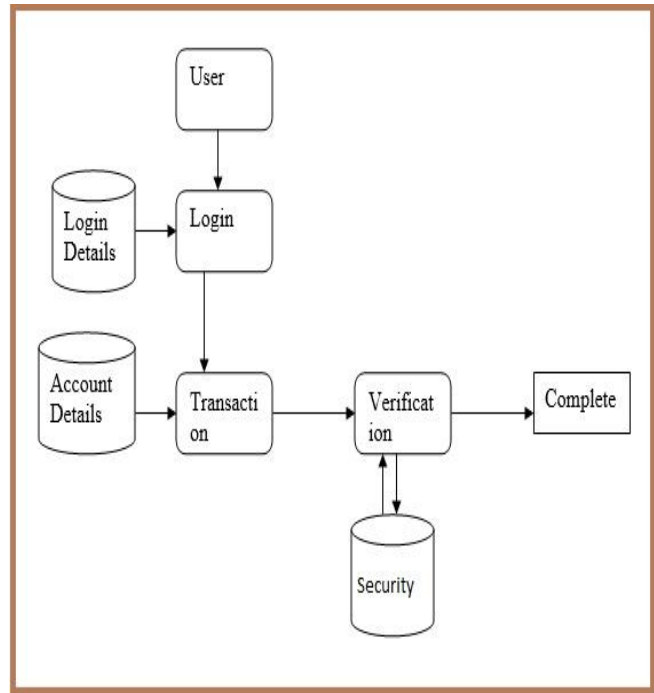 User
Login
Details
Login
Account
Details
Transacti
on
Verificat
ion
Complete
Security